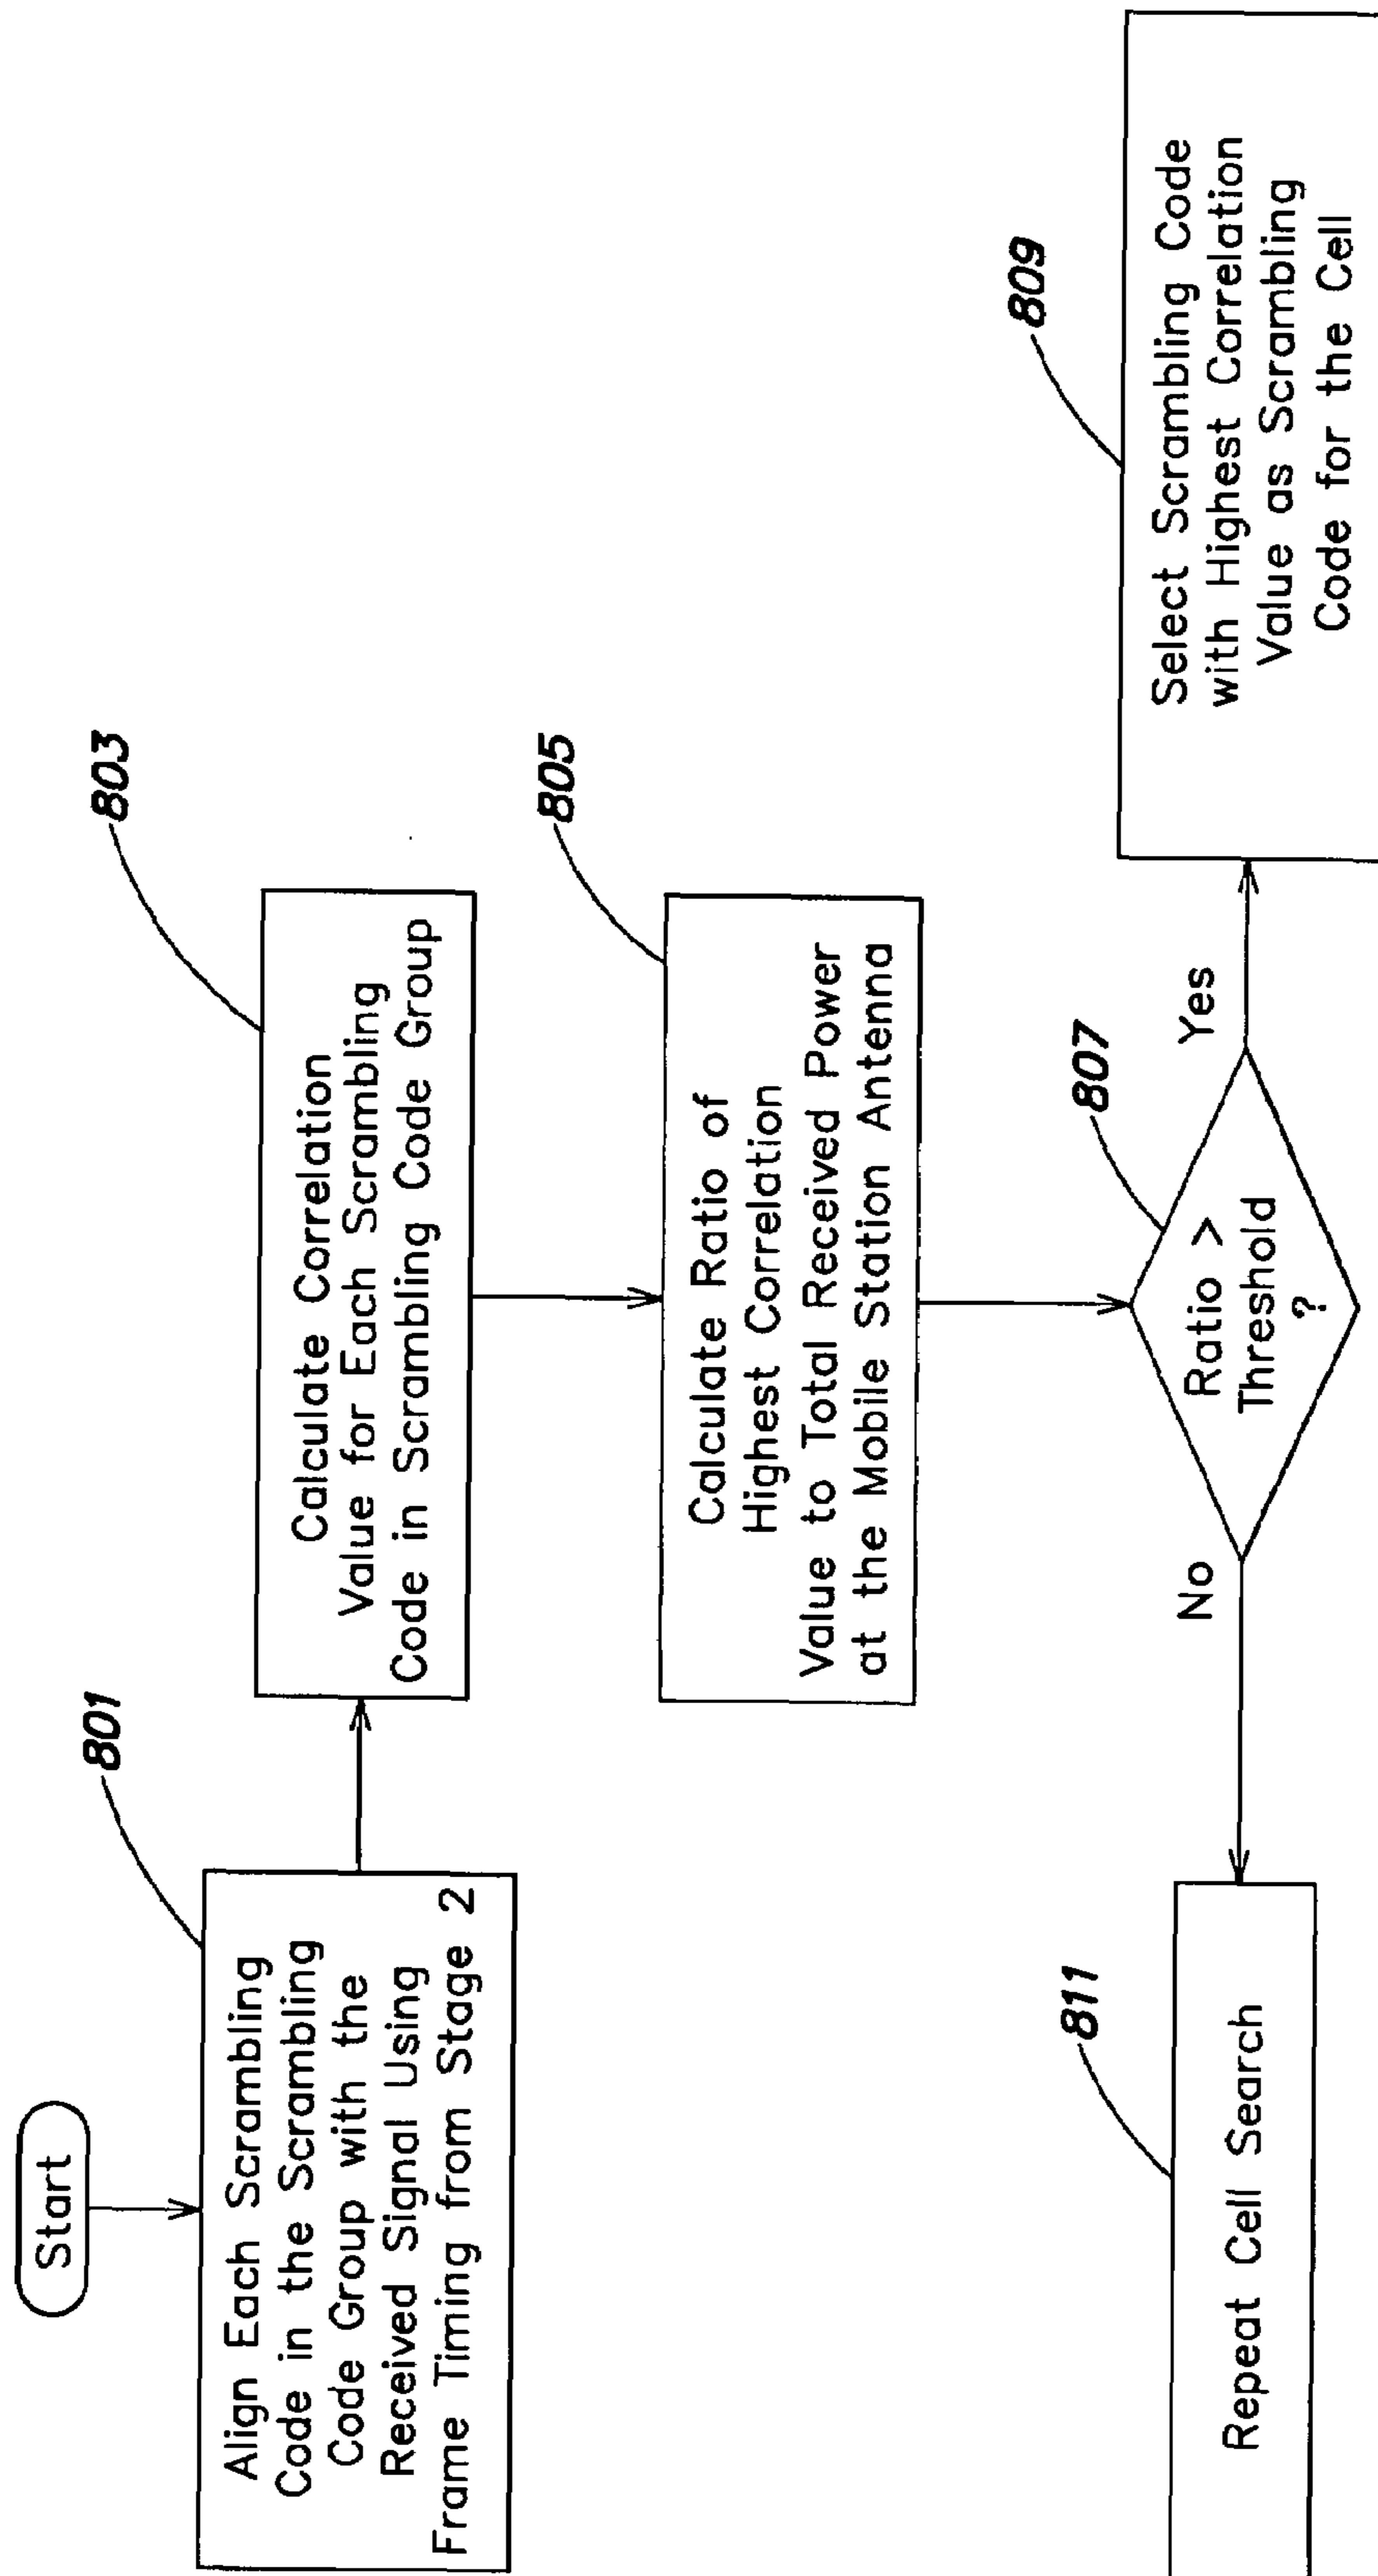 Start
801
Align Each Scrambling
Code in the Scrambling
Code Group with the
Received Signal Using
Frame Timing from Stage 2
803
Calculate Correlation
Value for Each Scrambling
Code in Scrambling Code Group
805
Calculate Ratio of
Highest Correlation
Value to Total Received Power
at the Mobile Station Antenna
807
Ratio >
Threshold
?
No
Yes
811
Repeat Cell Search
809
Select Scrambling Code
with Highest Correlation
Value as Scrambling
Code for the Cell